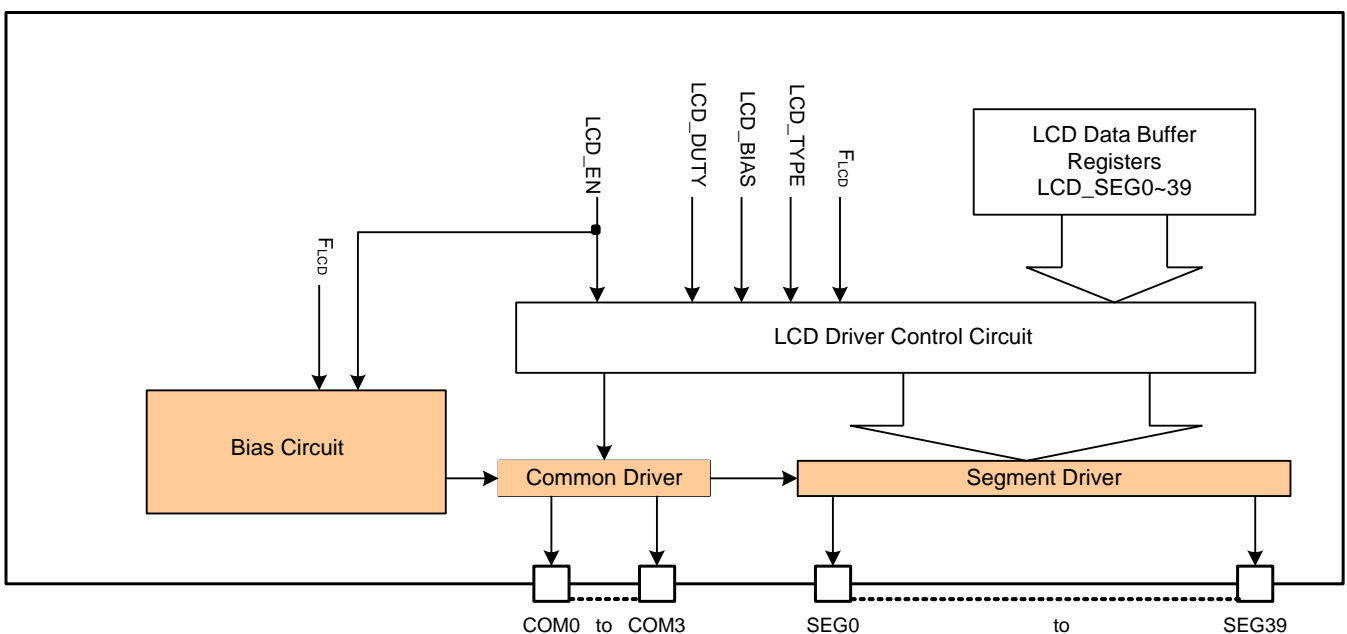 LCD_EN
LCD_DUTY
LCD_BIAS
LCD_TYPE
FLCD
LCD Data Buffer
Registers
LCD_SEG0~39
FLCD
LCD Driver Control Circuit
Bias Circuit
Common Driver
Segment Driver
COM0 to COM3 SEG0 to SEG39